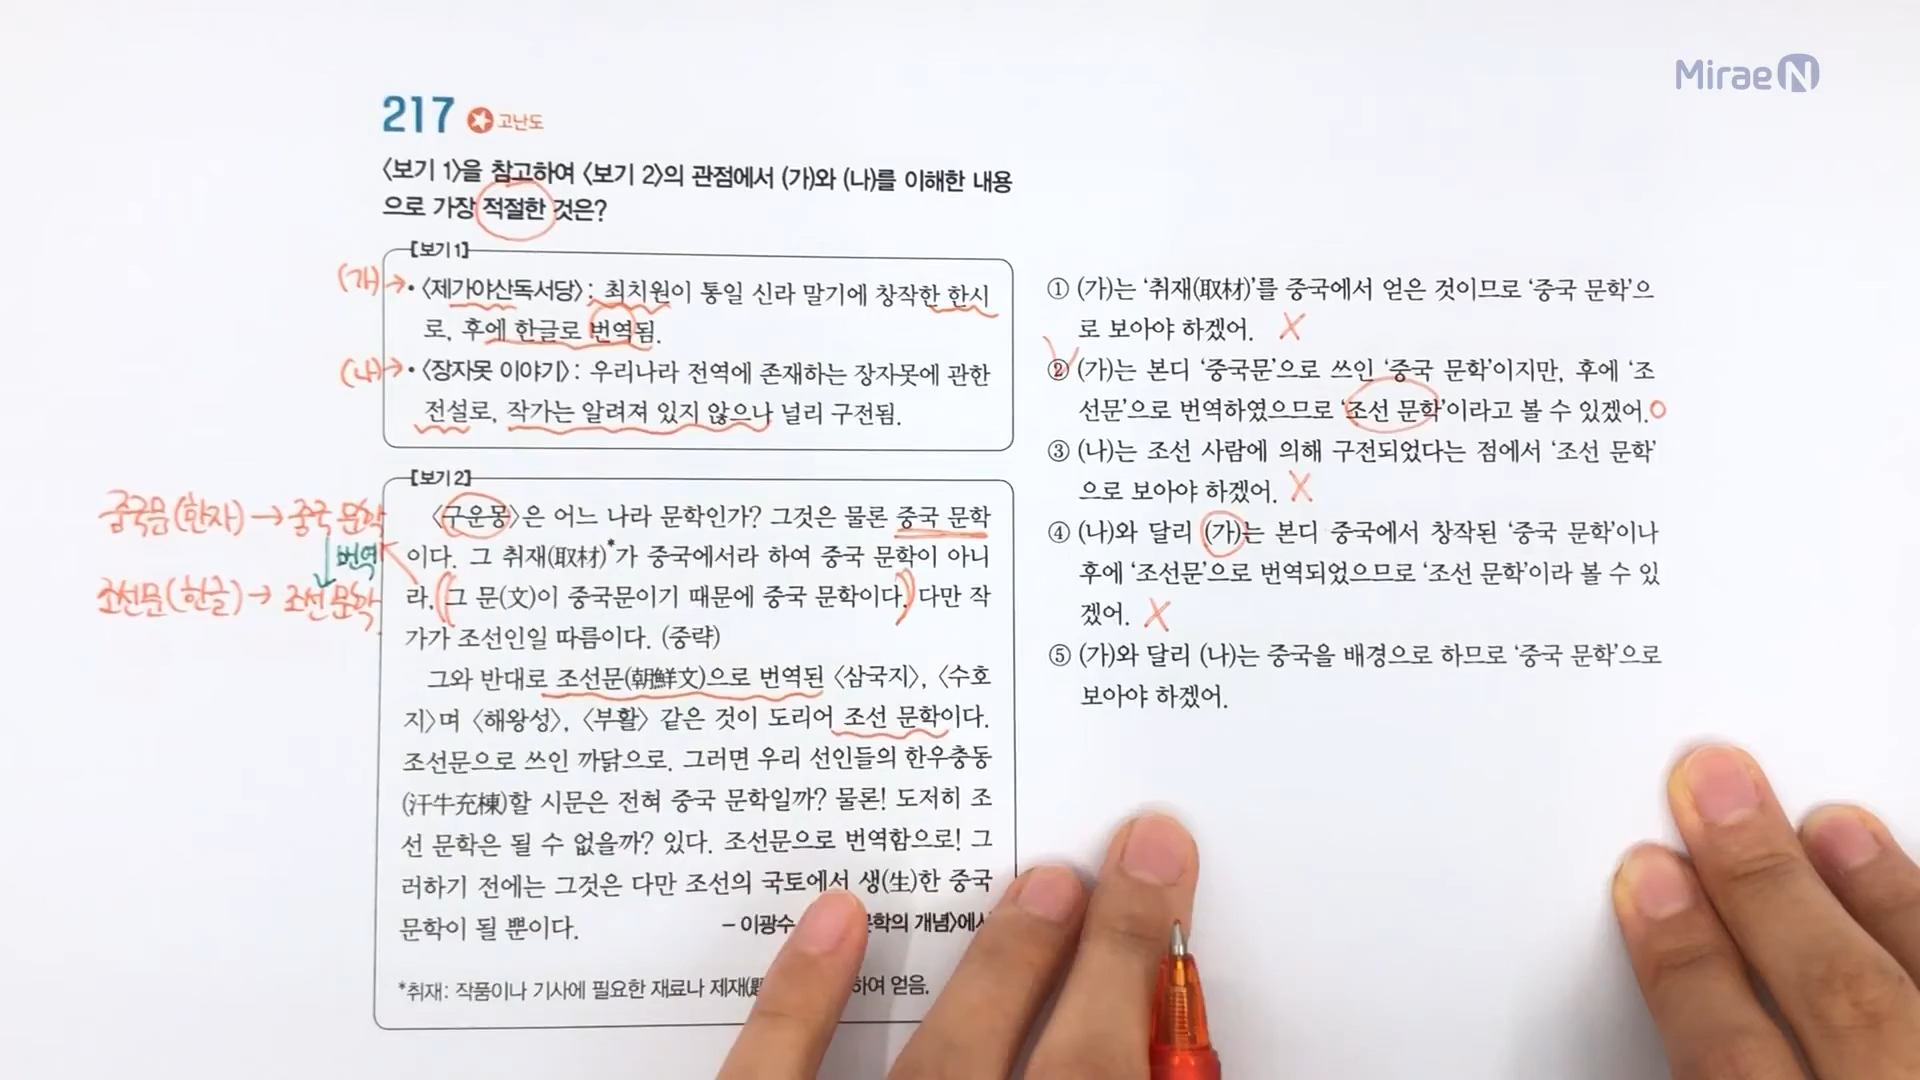 Mirae N
217 고난도
<보기 1>을 참고하여 <보기 2>의 관점에서 (가)와 (나)를 이해한 내용
으로 가장 적절한 것은?
[보기 1]
(가)→ • <제가야산독서당>: 최치원이 통일 신라 말기에 창작한 한시
로, 후에 한글로 번역됨.
(나)→ • <장자못 이야기>: 우리나라 전역에 존재하는 장자못에 관한
전설로, 작가는 알려져 있지 않으나 널리 구전됨.
[보기 2]
중국문(한자) → 중국 문학
↓ 번역
조선문(한글) → 조선 문학
<구운몽>은 어느 나라 문학인가? 그것은 물론 중국 문학
이다. 그 취재(取材)*가 중국에서라 하여 중국 문학이 아니
라, 그 문(文)이 중국문이기 때문에 중국 문학이다. 다만 작
가가 조선인일 따름이다. (중략)
그와 반대로 조선문(朝鮮文)으로 번역된 <삼국지>, <수호
지>며 <해왕성>, <부활> 같은 것이 도리어 조선 문학이다.
조선문으로 쓰인 까닭으로. 그러면 우리 선인들의 한우충동
(汗牛充棟)할 시문은 전혀 중국 문학일까? 물론! 도저히 조
선 문학은 될 수 없을까? 있다. 조선문으로 번역함으로! 그
러하기 전에는 그것은 다만 조선의 국토에서 생(生)한 중국
문학이 될 뿐이다.
– 이광수 문학의 개념>에서
*취재: 작품이나 기사에 필요한 재료나 제재(題 하여 얻음.
① (가)는 '취재(取材)'를 중국에서 얻은 것이므로 '중국 문학'으
로 보아야 하겠어. X
② (가)는 본디 '중국문'으로 쓰인 '중국 문학'이지만, 후에 '조
선문'으로 번역하였으므로 '조선 문학'이라고 볼 수 있겠어. O
③ (나)는 조선 사람에 의해 구전되었다는 점에서 '조선 문학'
으로 보아야 하겠어. X
④ (나)와 달리 (가)는 본디 중국에서 창작된 '중국 문학'이나
후에 '조선문'으로 번역되었으므로 '조선 문학'이라 볼 수 있
겠어. X
⑤ (가)와 달리 (나)는 중국을 배경으로 하므로 '중국 문학'으로
보아야 하겠어.